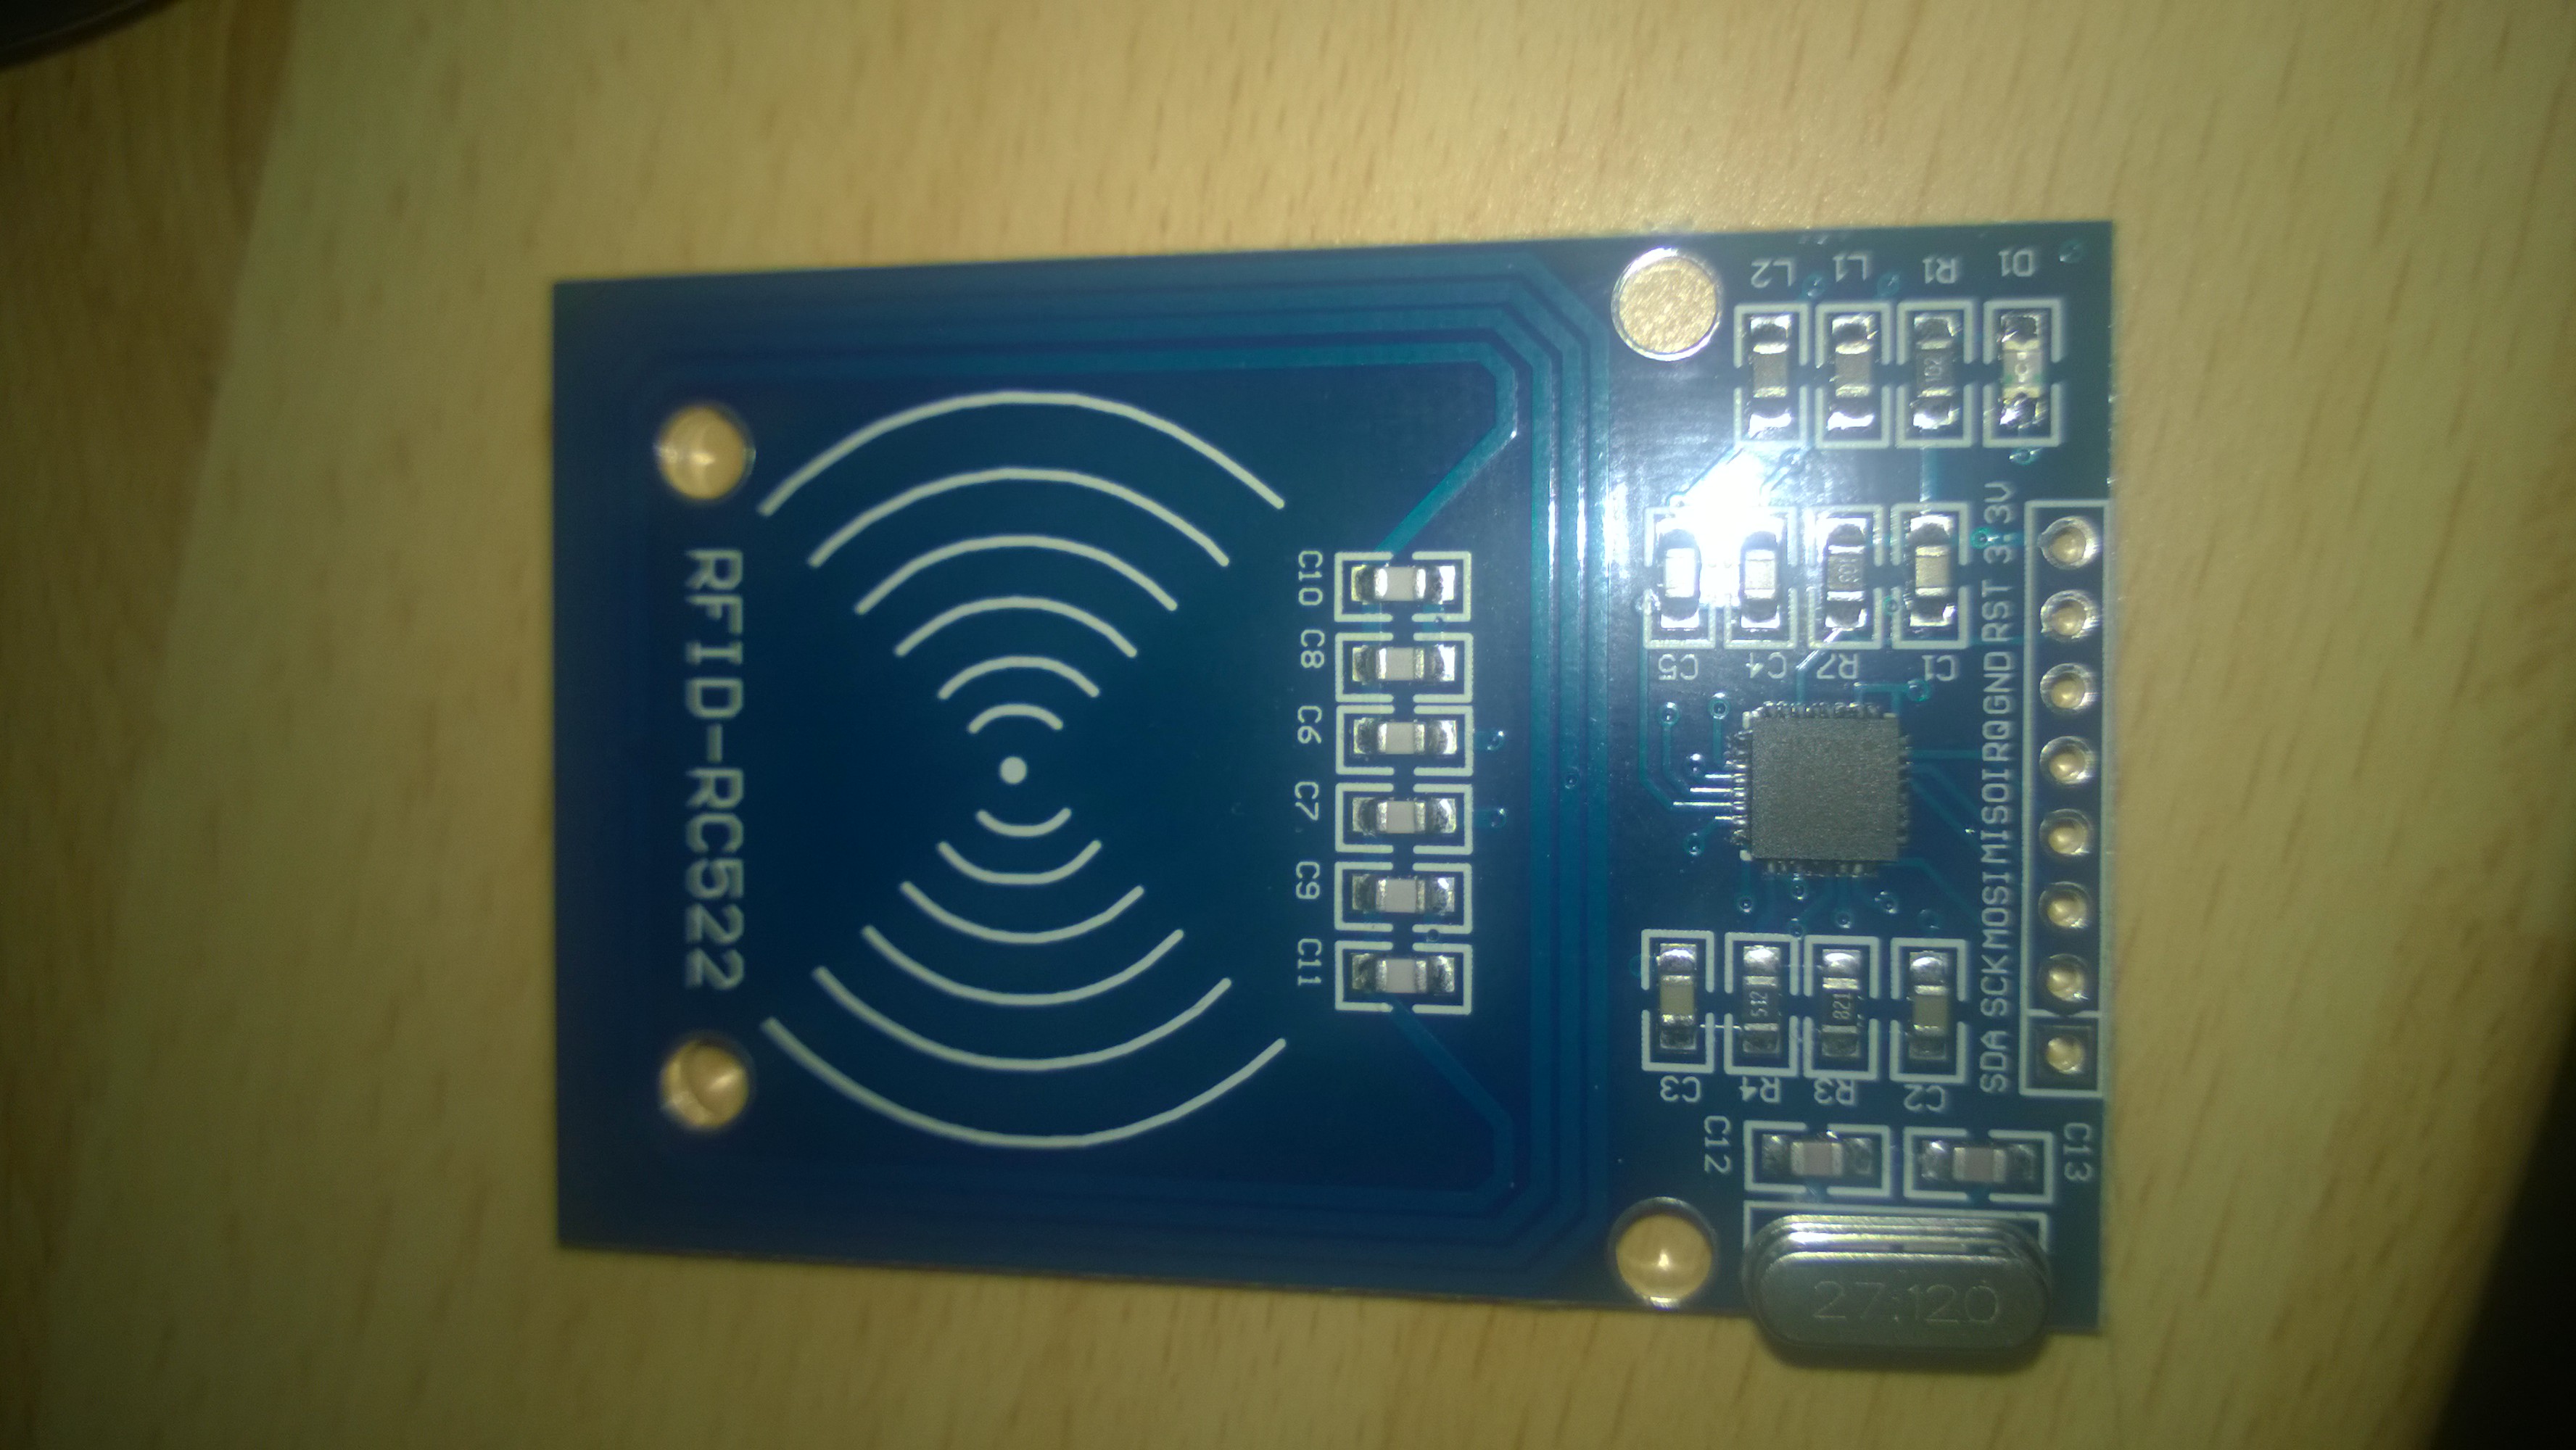 RFID-RC522
C11 C9 C7 C6 C8 C10
C3
C5
C12
R4
512
C4
L2
27.120
R3
821
R7
L1
C2
C1
R1
102
SDA SCK MOSI MISO IRQ GND RST 3.3V
D1
C13